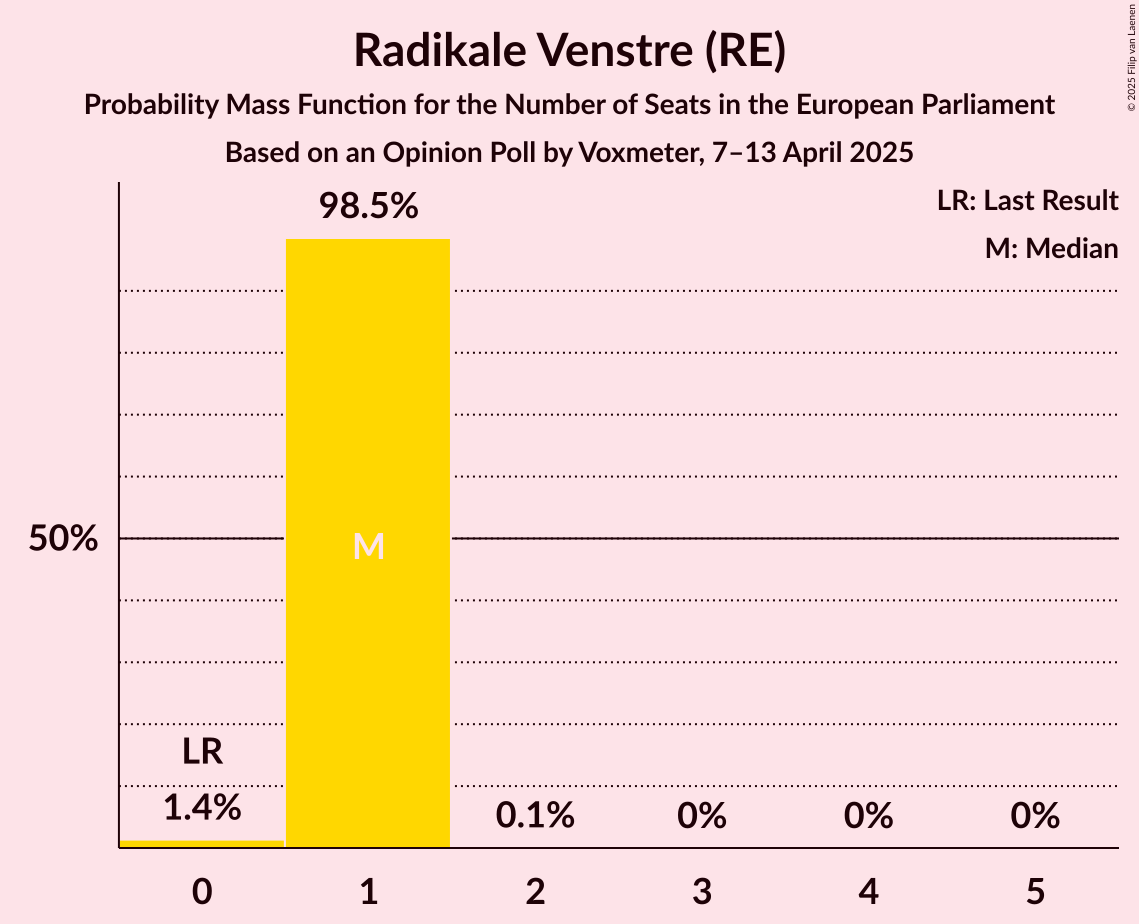 Radikale Venstre (RE)
Probability Mass Function for the Number of Seats in the European Parliament
Based on an Opinion Poll by Voxmeter, 7–13 April 2025
© 2025 Filip van Laenen
LR: Last Result
M: Median
98.5%
50%
M
LR
1.4%
0.1%
0%
0%
0%
0 1 2 3 4 5